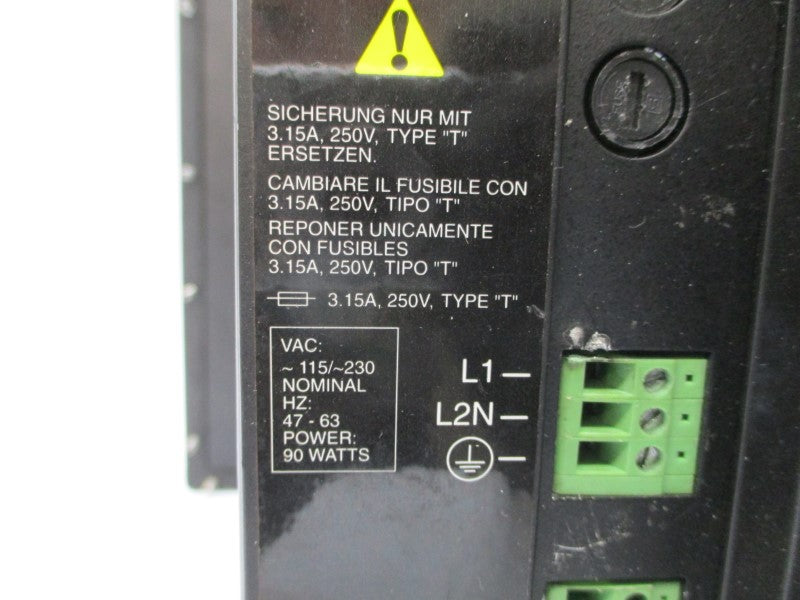 SICHERUNG NUR MIT
3.15A, 250V, TYPE "T"
ERSETZEN.
CAMBIARE IL FUSIBILE CON
3.15A, 250V, TIPO "T"
REPONER UNICAMENTE
CON FUSIBLES
3.15A, 250V, TIPO "T"
3.15A, 250V, TYPE "T"
VAC:
~ 115/~230
NOMINAL
HZ:
47 - 63
POWER:
90 WATTS
L1
L2N